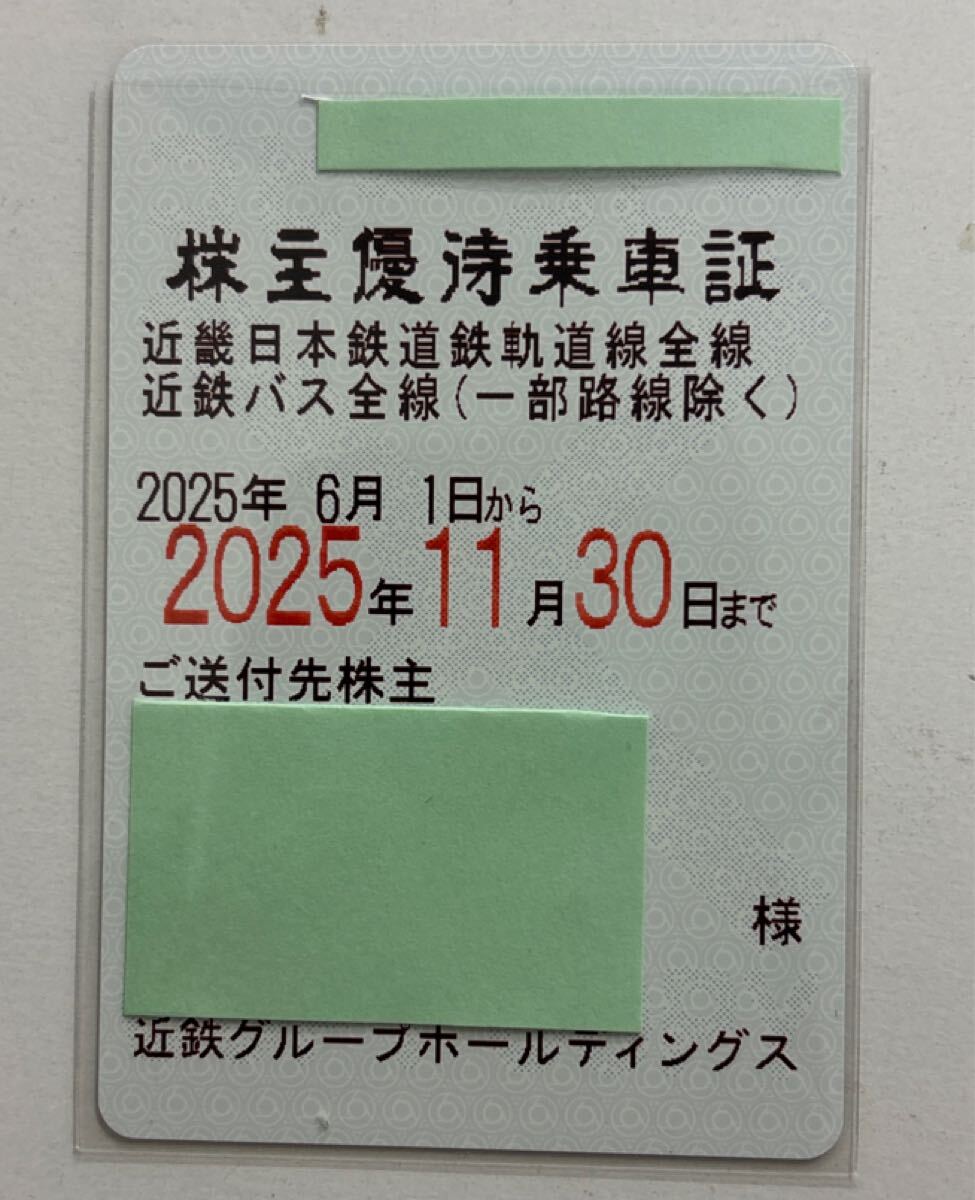 株主優待乗車証
近畿日本鉄道鉄軌道線全線
近鉄バス全線(一部路線除く)
2025年 6月 1日から
2025年11月30日まで
ご送付先株主
様
近鉄グループホールディングス